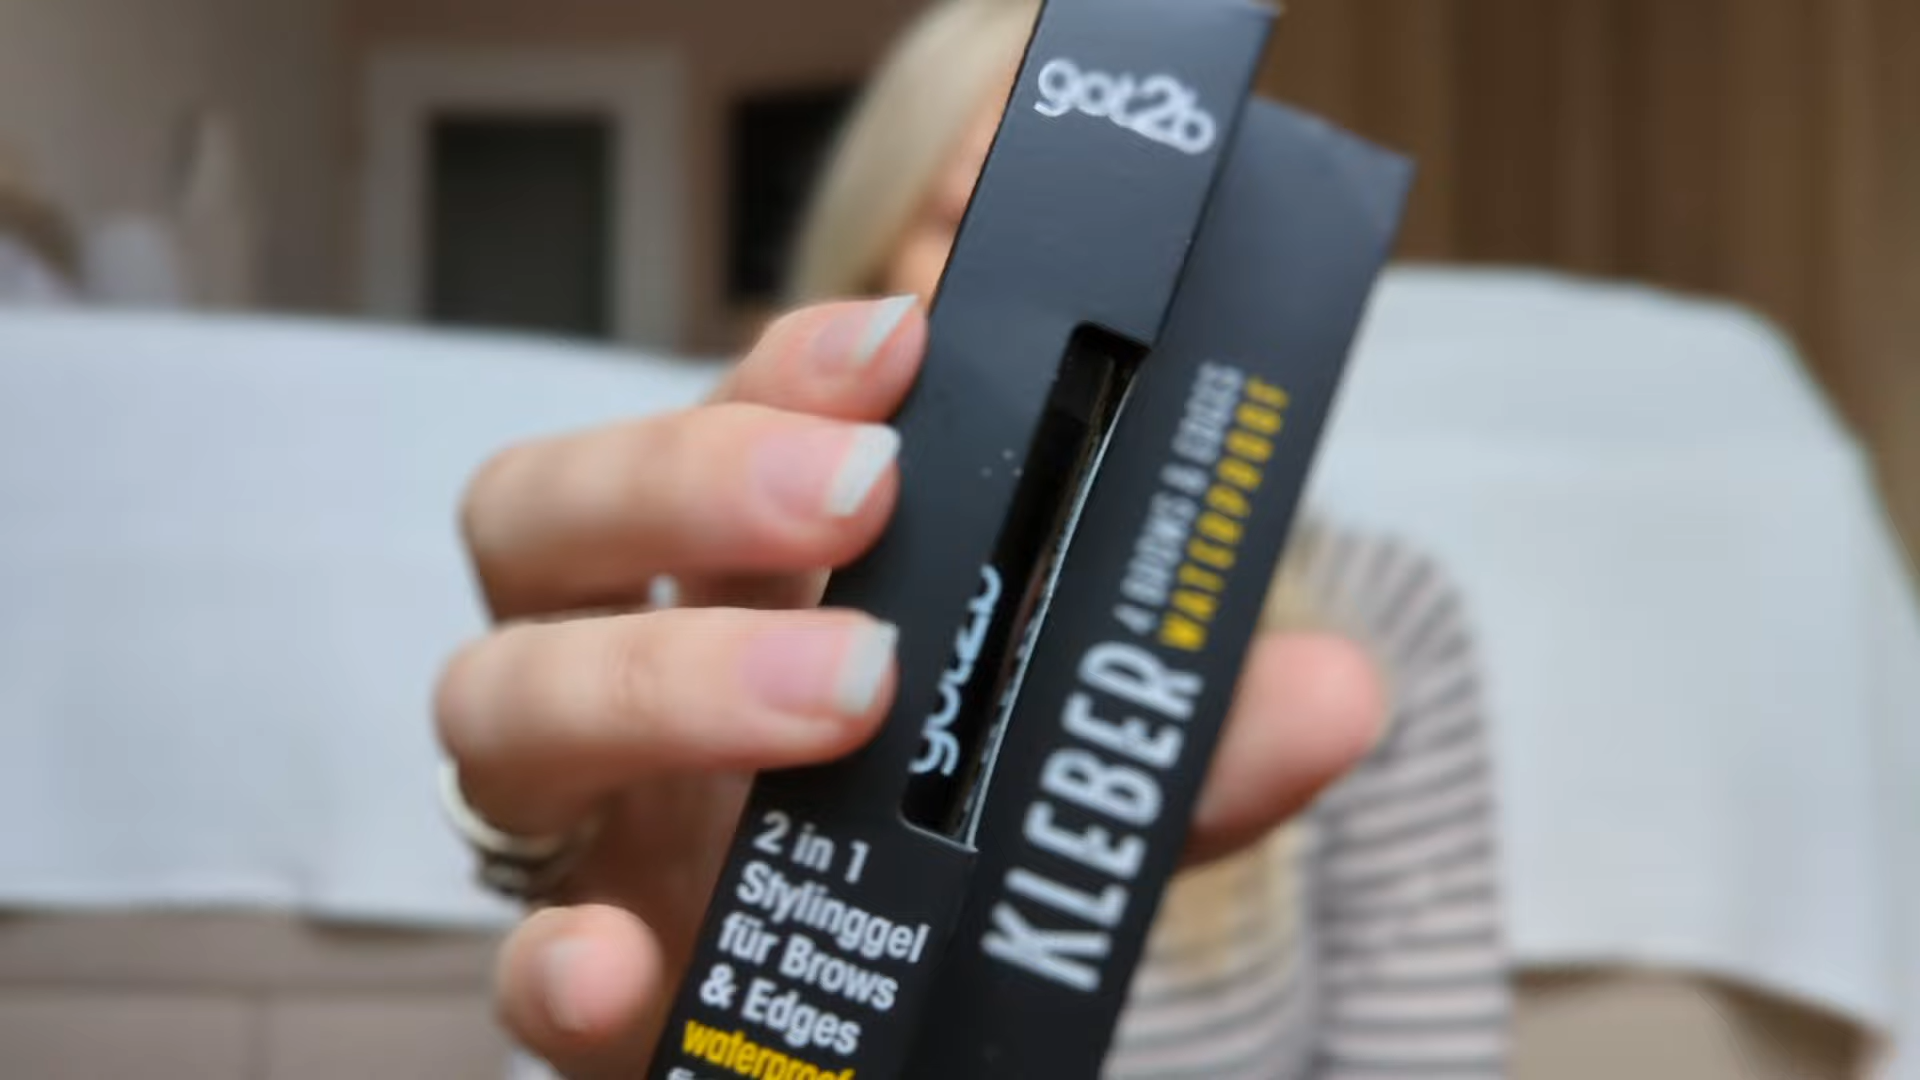 got2b
got2b
2 in 1
Stylinggel
für Brows
& Edges
waterproof
KLEBER
4 BROWS & EDGES
WATERPROOF